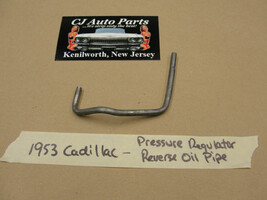 CJ Auto Parts
Kenilworth, New Jersey
1953 Cadillac - Pressure Regulator
Reverse Oil Pipe